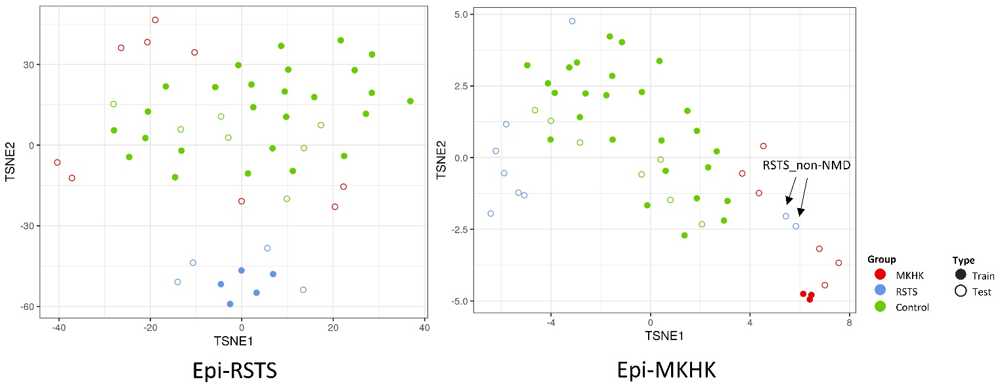 TSNE2
30
0
-30
-60
-40
-20
0
20
40
TSNE1
Epi-RSTS
TSNE2
5.0
2.5
0.0
-2.5
-5.0
-4
0
4
8
TSNE1
RSTS_non-NMD
Epi-MKHK
Group
MKHK
RSTS
Control
Type
Train
Test